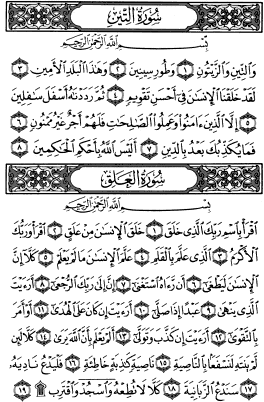 سُورَةُ التِّينِ
بِسْمِ اللَّهِ الرَّحْمَٰنِ الرَّحِيمِ
وَالتِّينِ وَالزَّيْتُونِ ١ وَطُورِ سِينِينَ ٢ وَهَٰذَا الْبَلَدِ الْأَمِينِ ٣
لَقَدْ خَلَقْنَا الْإِنسَانَ فِي أَحْسَنِ تَقْوِيمٍ ٤ ثُمَّ رَدَدْنَاهُ أَسْفَلَ سَافِلِينَ
٥ إِلَّا الَّذِينَ ءَامَنُوا وَعَمِلُوا الصَّالِحَاتِ فَلَهُمْ أَجْرٌ غَيْرُ مَمْنُونٍ ٦
فَمَا يُكَذِّبُكَ بَعْدُ بِالدِّينِ ٧ أَلَيْسَ اللَّهُ بِأَحْكَمِ الْحَاكِمِينَ ٨
سُورَةُ الْعَلَقِ
بِسْمِ اللَّهِ الرَّحْمَٰنِ الرَّحِيمِ
اقْرَأْ بِاسْمِ رَبِّكَ الَّذِي خَلَقَ ١ خَلَقَ الْإِنسَانَ مِنْ عَلَقٍ ٢ اقْرَأْ وَرَبُّكَ
الْأَكْرَمُ ٣ الَّذِي عَلَّمَ بِالْقَلَمِ ٤ عَلَّمَ الْإِنسَانَ مَا لَمْ يَعْلَمْ ٥ كَلَّا إِنَّ
الْإِنسَانَ لَيَطْغَىٰ ٦ أَن رَّءَاهُ اسْتَغْنَىٰ ٧ إِنَّ إِلَىٰ رَبِّكَ الرُّجْعَىٰ ٨ أَرَءَيْتَ
الَّذِي يَنْهَىٰ ٩ عَبْدًا إِذَا صَلَّىٰ ١٠ أَرَءَيْتَ إِن كَانَ عَلَى الْهُدَىٰ ١١ أَوْ أَمَرَ
بِالتَّقْوَىٰ ١٢ أَرَءَيْتَ إِن كَذَّبَ وَتَوَلَّىٰ ١٣ أَلَمْ يَعْلَم بِأَنَّ اللَّهَ يَرَىٰ ١٤ كَلَّا لَئِن
لَّمْ يَنتَهِ لَنَسْفَعًا بِالنَّاصِيَةِ ١٥ نَاصِيَةٍ كَاذِبَةٍ خَاطِئَةٍ ١٦ فَلْيَدْعُ نَادِيَهُ
١٧ سَنَدْعُ الزَّبَانِيَةَ ١٨ كَلَّا لَا تُطِعْهُ وَاسْجُدْ وَاقْتَرِب ۩ ١٩